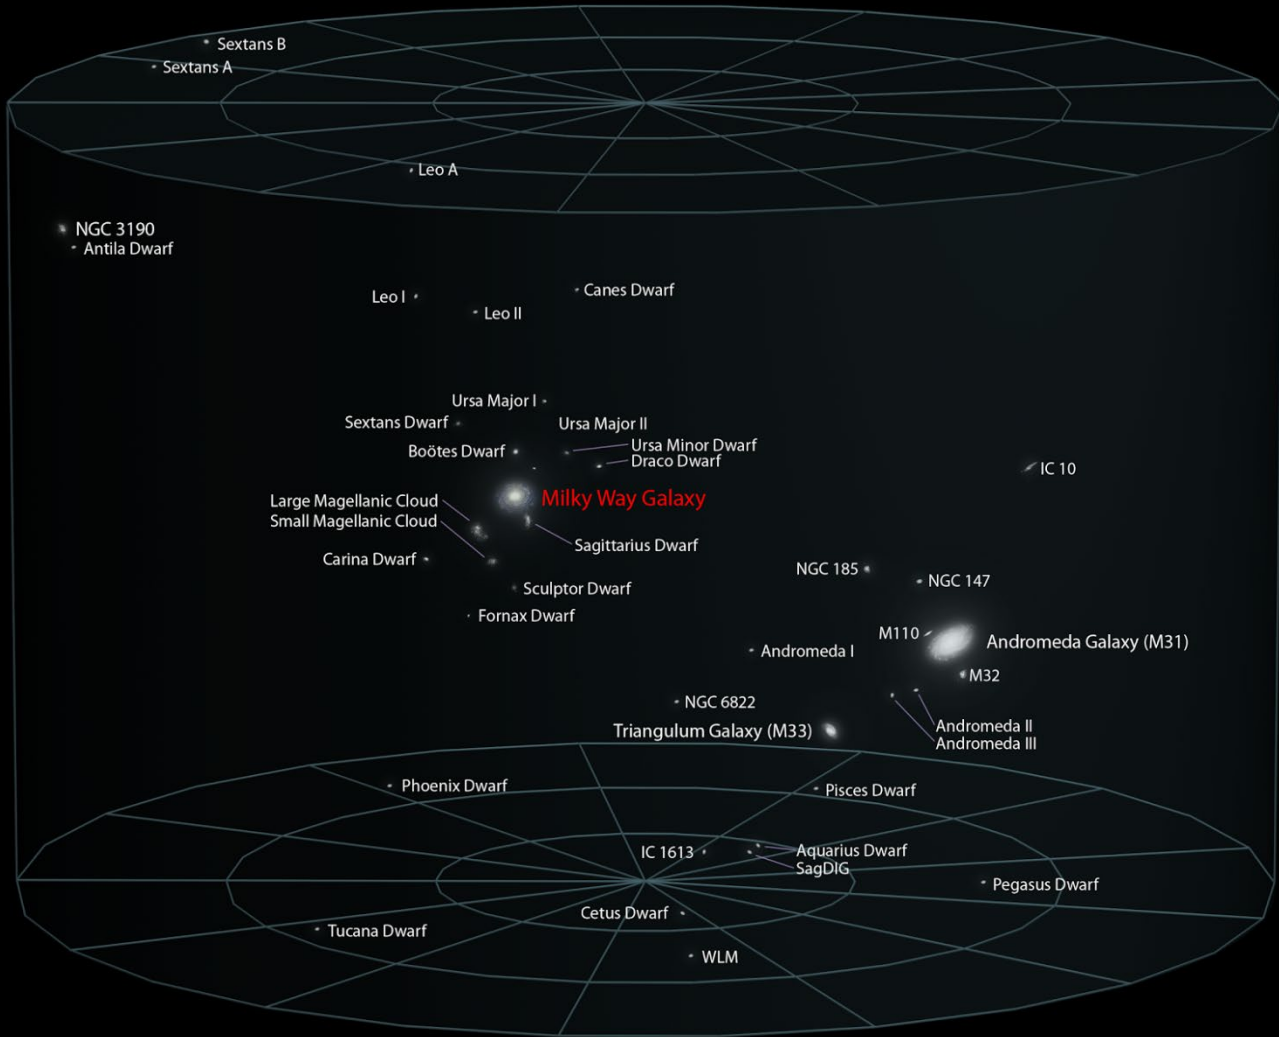 Sextans B
Sextans A
Leo A
NGC 3190
Antila Dwarf
Canes Dwarf
Leo I
Leo II
Ursa Major I
Sextans Dwarf
Ursa Major II
Ursa Minor Dwarf
Boötes Dwarf
Draco Dwarf
IC 10
Milky Way Galaxy
Large Magellanic Cloud
Small Magellanic Cloud
Sagittarius Dwarf
Carina Dwarf
NGC 185
NGC 147
Sculptor Dwarf
Fornax Dwarf
M110
Andromeda Galaxy (M31)
Andromeda I
M32
NGC 6822
Andromeda II
Triangulum Galaxy (M33)
Andromeda III
Phoenix Dwarf
Pisces Dwarf
IC 1613
Aquarius Dwarf
SagDIG
Pegasus Dwarf
Cetus Dwarf
Tucana Dwarf
WLM